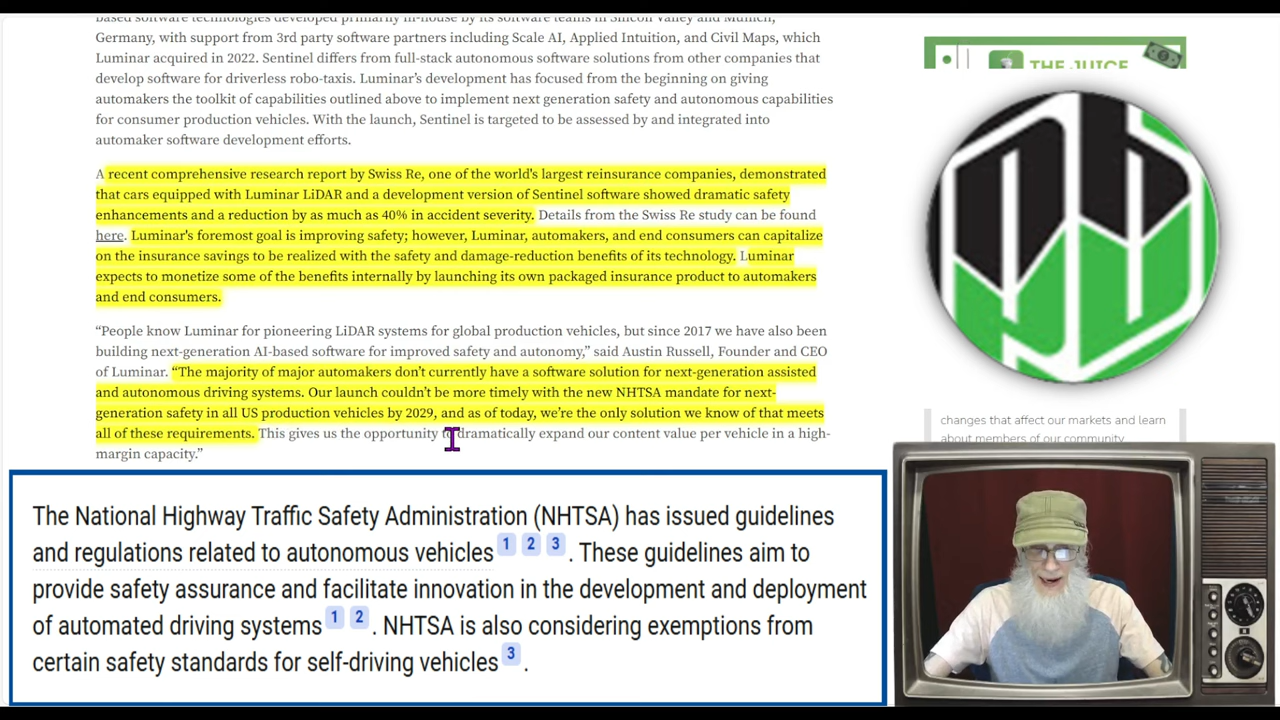 based software technologies developed primarily in-house by its software teams in Silicon Valley and Munich,
Germany, with support from 3rd party software partners including Scale AI, Applied Intuition, and Civil Maps, which
Luminar acquired in 2022. Sentinel differs from full-stack autonomous software solutions from other companies that
develop software for driverless robo-taxis. Luminar’s development has focused from the beginning on giving
automakers the toolkit of capabilities outlined above to implement next generation safety and autonomous capabilities
for consumer production vehicles. With the launch, Sentinel is targeted to be assessed by and integrated into
automaker software development efforts.
A recent comprehensive research report by Swiss Re, one of the world's largest reinsurance companies, demonstrated
that cars equipped with Luminar LiDAR and a development version of Sentinel software showed dramatic safety
enhancements and a reduction by as much as 40% in accident severity. Details from the Swiss Re study can be found
here. Luminar's foremost goal is improving safety; however, Luminar, automakers, and end consumers can capitalize
on the insurance savings to be realized with the safety and damage-reduction benefits of its technology. Luminar
expects to monetize some of the benefits internally by launching its own packaged insurance product to automakers
and end consumers.
“People know Luminar for pioneering LiDAR systems for global production vehicles, but since 2017 we have also been
building next-generation AI-based software for improved safety and autonomy,” said Austin Russell, Founder and CEO
of Luminar. “The majority of major automakers don’t currently have a software solution for next-generation assisted
and autonomous driving systems. Our launch couldn’t be more timely with the new NHTSA mandate for next-
generation safety in all US production vehicles by 2029, and as of today, we’re the only solution we know of that meets
all of these requirements. This gives us the opportunity to dramatically expand our content value per vehicle in a high-
margin capacity.”
The National Highway Traffic Safety Administration (NHTSA) has issued guidelines
and regulations related to autonomous vehicles 1 2 3 . These guidelines aim to
provide safety assurance and facilitate innovation in the development and deployment
of automated driving systems 1 2 . NHTSA is also considering exemptions from
certain safety standards for self-driving vehicles 3 .
THE JUICE
changes that affect our markets and learn
about members of our community